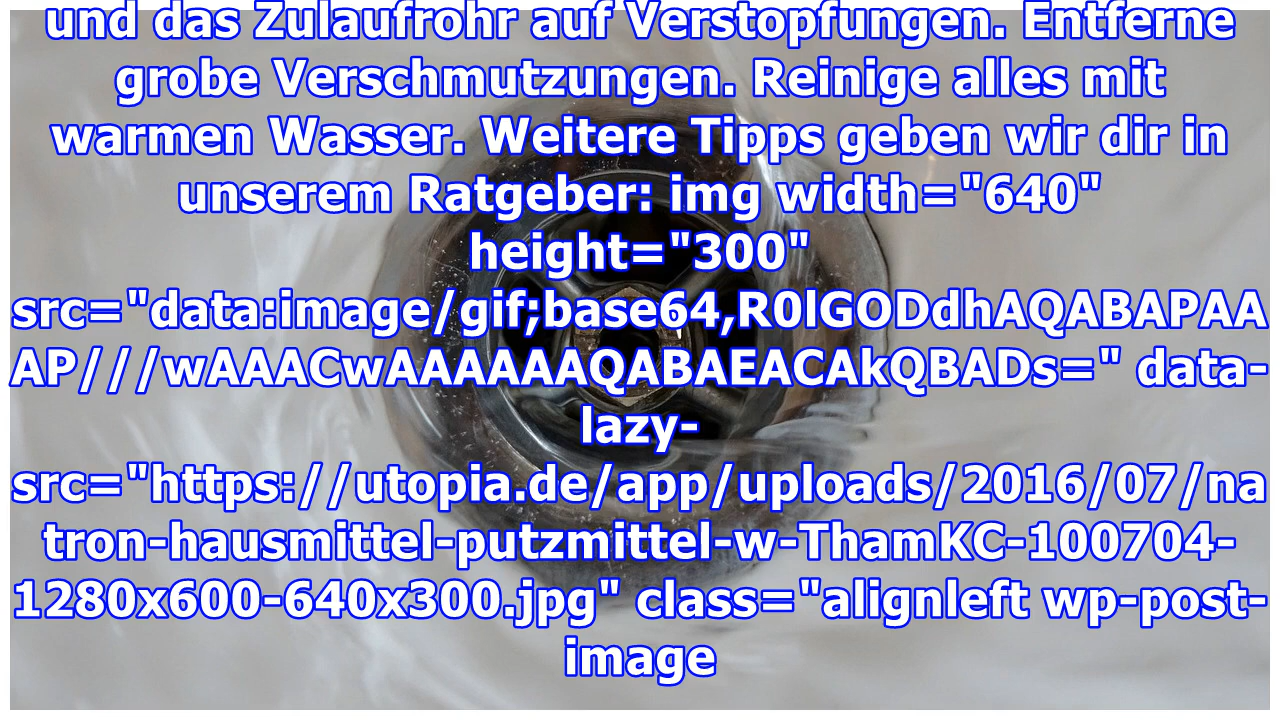 und das Zulaufrohr auf Verstopfungen. Entferne
grobe Verschmutzungen. Reinige alles mit
warmen Wasser. Weitere Tipps geben wir dir in
unserem Ratgeber: img width="640"
height="300"
src="data:image/gif;base64,R0lGODdhAQABAPAA
AP///wAAACwAAAAAAQABAEACAkQBADs=" data-
lazy-
src="https://utopia.de/app/uploads/2016/07/na
tron-hausmittel-putzmittel-w-ThamKC-100704-
1280x600-640x300.jpg" class="alignleft wp-post-
image